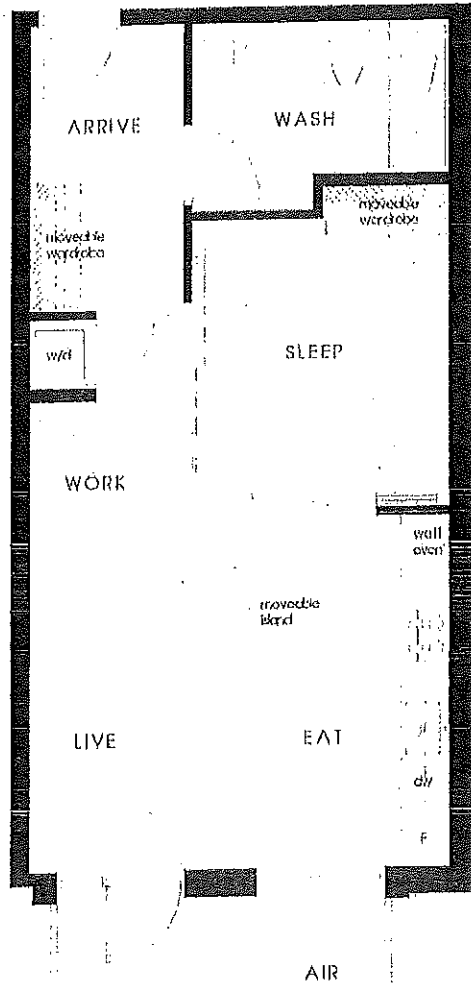 ARRIVE
WASH
moveable
wardrobe
moveable
wardrobe
w/d
SLEEP
WORK
wall
oven
moveable
island
LIVE
EAT
dw
F
AIR